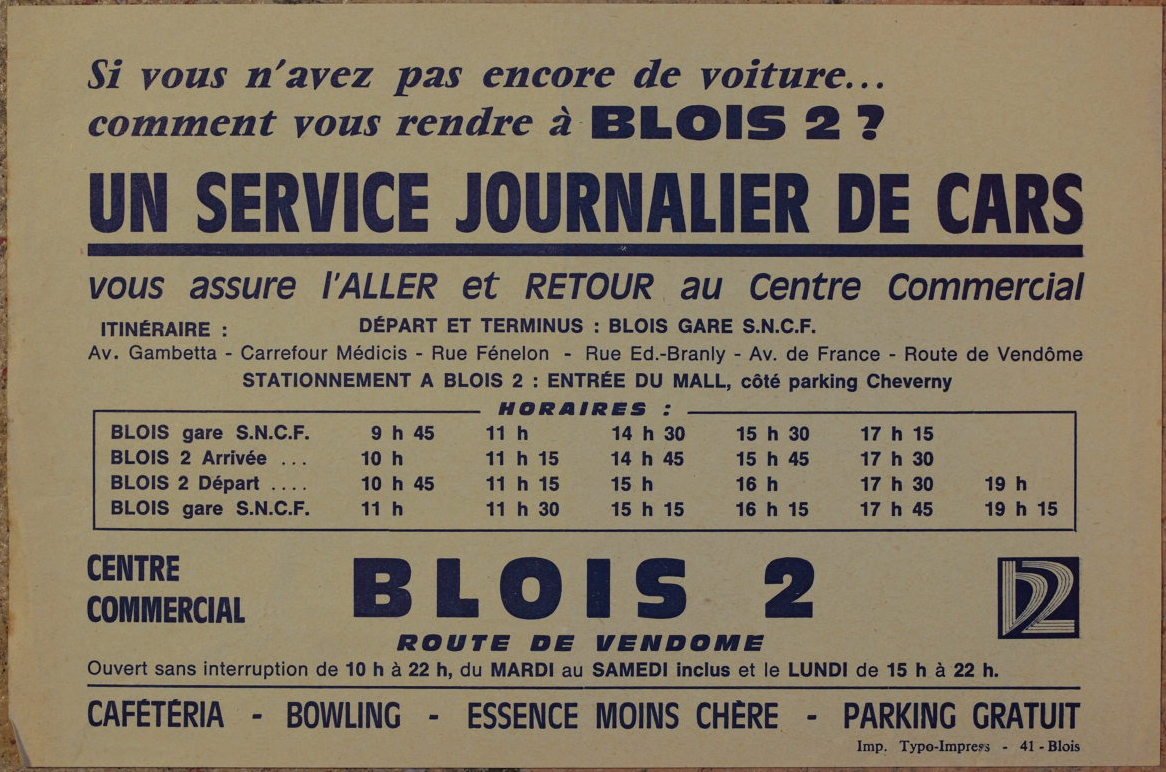 Si vous n'avez pas encore de voiture...
comment vous rendre à BLOIS 2 ?
UN SERVICE JOURNALIER DE CARS
vous assure l'ALLER et RETOUR au Centre Commercial
ITINÉRAIRE : DÉPART ET TERMINUS : BLOIS GARE S.N.C.F.
Av. Gambetta - Carrefour Médicis - Rue Fénelon - Rue Ed.-Branly - Av. de France - Route de Vendôme
STATIONNEMENT A BLOIS 2 : ENTRÉE DU MALL, côté parking Cheverny
HORAIRES :
BLOIS gare S.N.C.F. 9 h 45 11 h 14 h 30 15 h 30 17 h 15
BLOIS 2 Arrivée ... 10 h 11 h 15 14 h 45 15 h 45 17 h 30
BLOIS 2 Départ .... 10 h 45 11 h 15 15 h 16 h 17 h 30 19 h
BLOIS gare S.N.C.F. 11 h 11 h 30 15 h 15 16 h 15 17 h 45 19 h 15
CENTRE
COMMERCIAL
BLOIS 2
b2
ROUTE DE VENDOME
Ouvert sans interruption de 10 h à 22 h, du MARDI au SAMEDI inclus et le LUNDI de 15 h à 22 h.
CAFÉTÉRIA - BOWLING - ESSENCE MOINS CHÈRE - PARKING GRATUIT
Imp. Typo-Impress - 41 - Blois